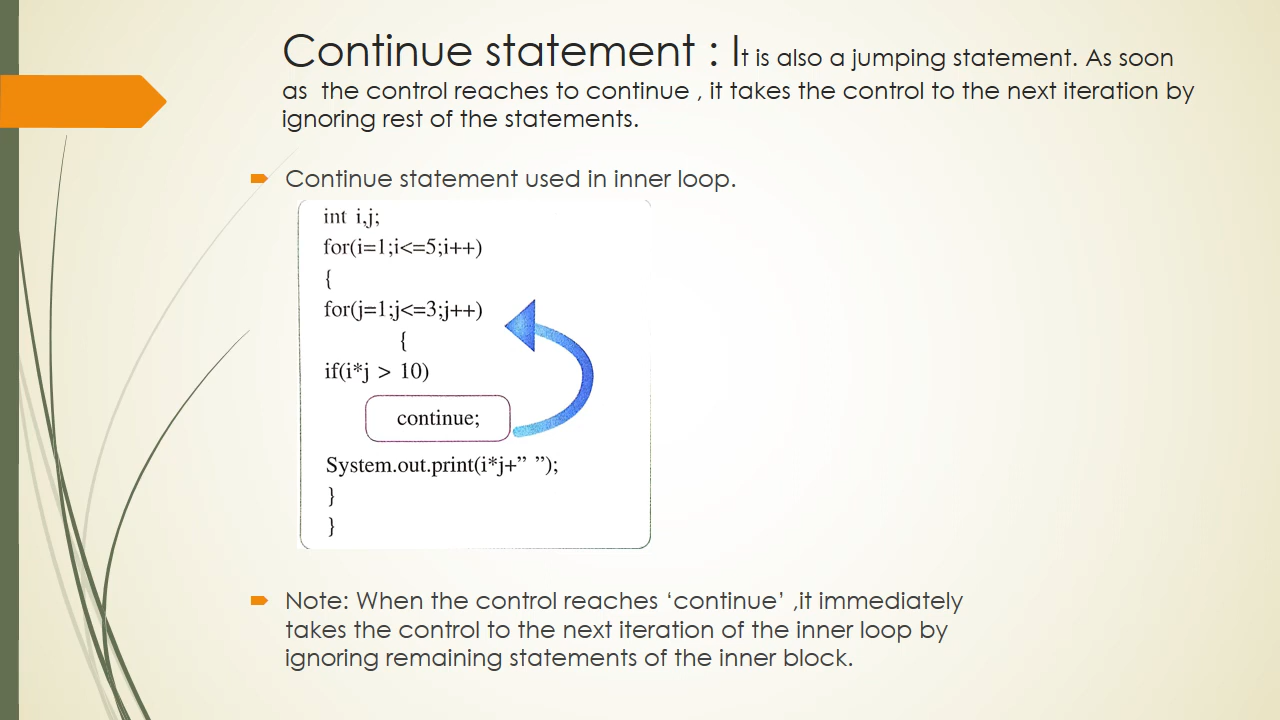 Continue statement : It is also a jumping statement. As soon
as  the control reaches to continue , it takes the control to the next iteration by
ignoring rest of the statements.
Continue statement used in inner loop.
int i,j;
for(i=1;i<=5;i++)
{
for(j=1;j<=3;j++)
{
if(i*j > 10)
continue;
System.out.print(i*j+” ”);
}
}
Note: When the control reaches ‘continue’ ,it immediately
takes the control to the next iteration of the inner loop by
ignoring remaining statements of the inner block.